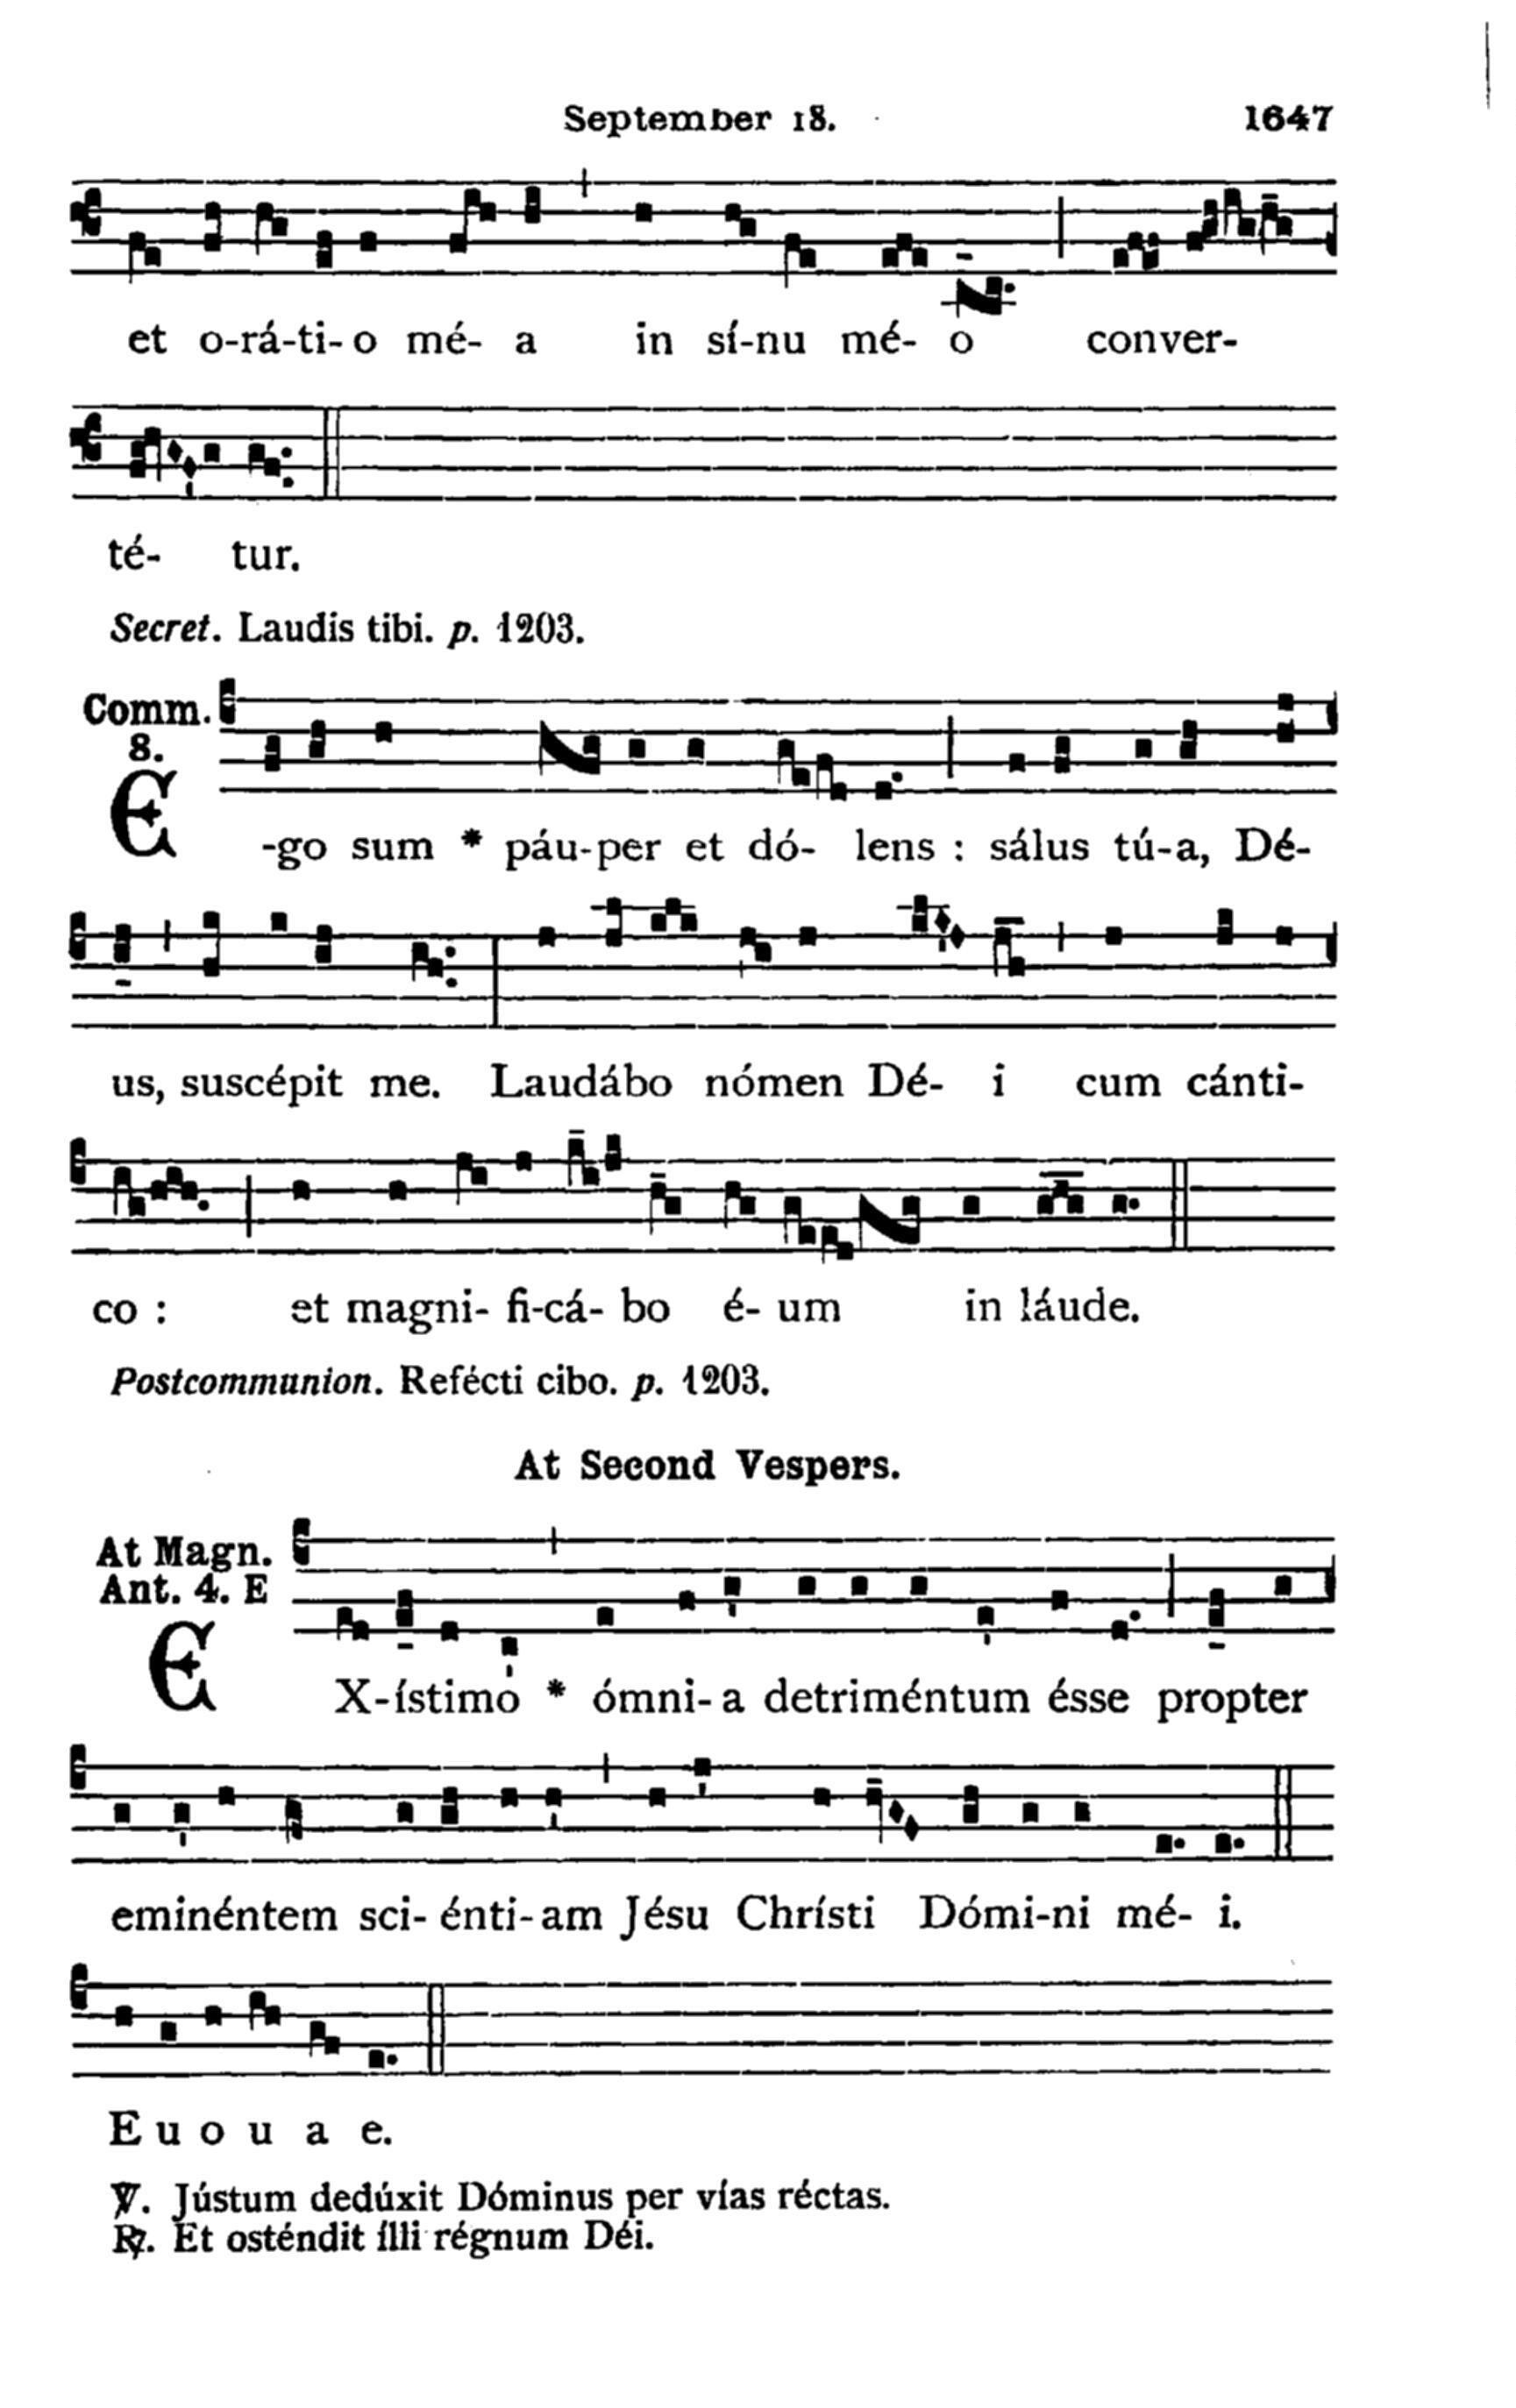 September 18. 1647
et o-rá-ti-o mé- a in sí-nu mé- o conver-
té- tur.
Secret. Laudis tibi. p. 1203.
Comm.
8.
E-go sum * páu-per et dó- lens : sálus tú-a, Dé-
us, suscépit me. Laudábo nómen Dé- i cum cánti-
co : et magni- fi-cá- bo é- um in láude.
Postcommunion. Refécti cibo. p. 1203.
At Second Vespers.
At Magn.
Ant. 4. E
EX-ístimo * ómni- a detriméntum ésse propter
eminéntem sci- énti-am Jésu Chrísti Dómi-ni mé- i.
E u o u a e.
℣. Jústum dedúxit Dóminus per vías réctas.
℟. Et osténdit ílli régnum Déi.